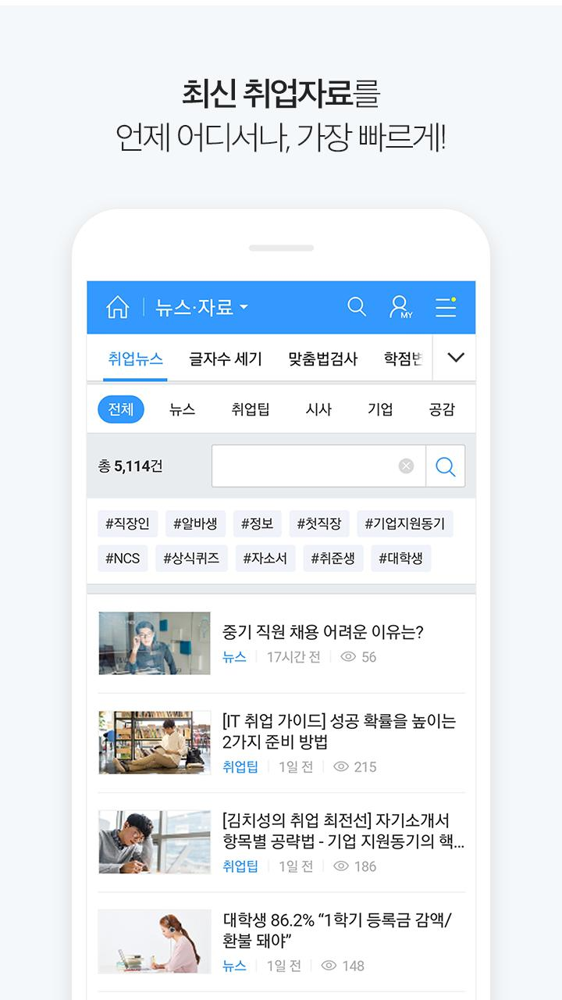 최신 취업자료를
언제 어디서나, 가장 빠르게!
뉴스·자료
MY
취업뉴스 글자수 세기 맞춤법검사 학점변
전체 뉴스 취업팁 시사 기업 공감
총 5,114건
#직장인 #알바생 #정보 #첫직장 #기업지원동기
#NCS #상식퀴즈 #자소서 #취준생 #대학생
중기 직원 채용 어려운 이유는?
뉴스 17시간 전 56
[IT 취업 가이드] 성공 확률을 높이는
2가지 준비 방법
취업팁 1일 전 215
[김치성의 취업 최전선] 자기소개서
항목별 공략법 - 기업 지원동기의 핵...
취업팁 1일 전 186
대학생 86.2% “1학기 등록금 감액/
환불 돼야”
뉴스 1일 전 148